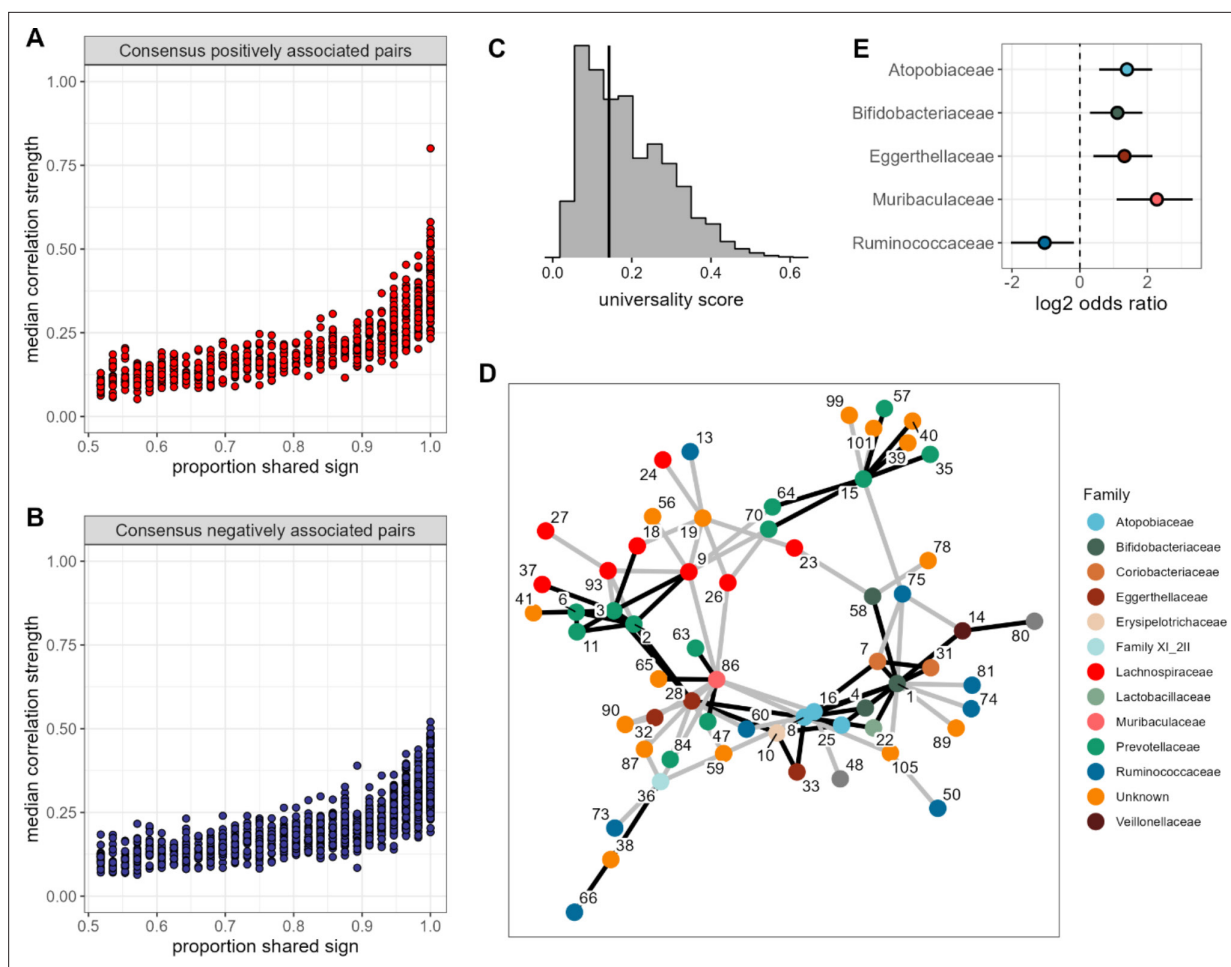 A
Consensus positively associated pairs
1.00
0.75
0.50
0.25
0.00
median correlation strength
0.5 0.6 0.7 0.8 0.9 1.0
proportion shared sign
B
Consensus negatively associated pairs
1.00
0.75
0.50
0.25
0.00
median correlation strength
0.5 0.6 0.7 0.8 0.9 1.0
proportion shared sign
C
0.0 0.2 0.4 0.6
universality score
E
Atopobiaceae
Bifidobacteriaceae
Eggerthellaceae
Muribaculaceae
Ruminococcaceae
-2 0 2
log2 odds ratio
D
57
99
101
40
39
35
15
13
24
64
56
70
27
18
19
9
23
78
37
93
26
75
41
6
3
58
14
2
80
11
63
7
31
86
65
16
4
81
28
1
74
90
60
8
32
47
10
25
22
89
84
87
59
48
105
33
36
50
73
38
66
Family
Atopobiaceae
Bifidobacteriaceae
Coriobacteriaceae
Eggerthellaceae
Erysipelotrichaceae
Family XI_2II
Lachnospiraceae
Lactobacillaceae
Muribaculaceae
Prevotellaceae
Ruminococcaceae
Unknown
Veillonellaceae